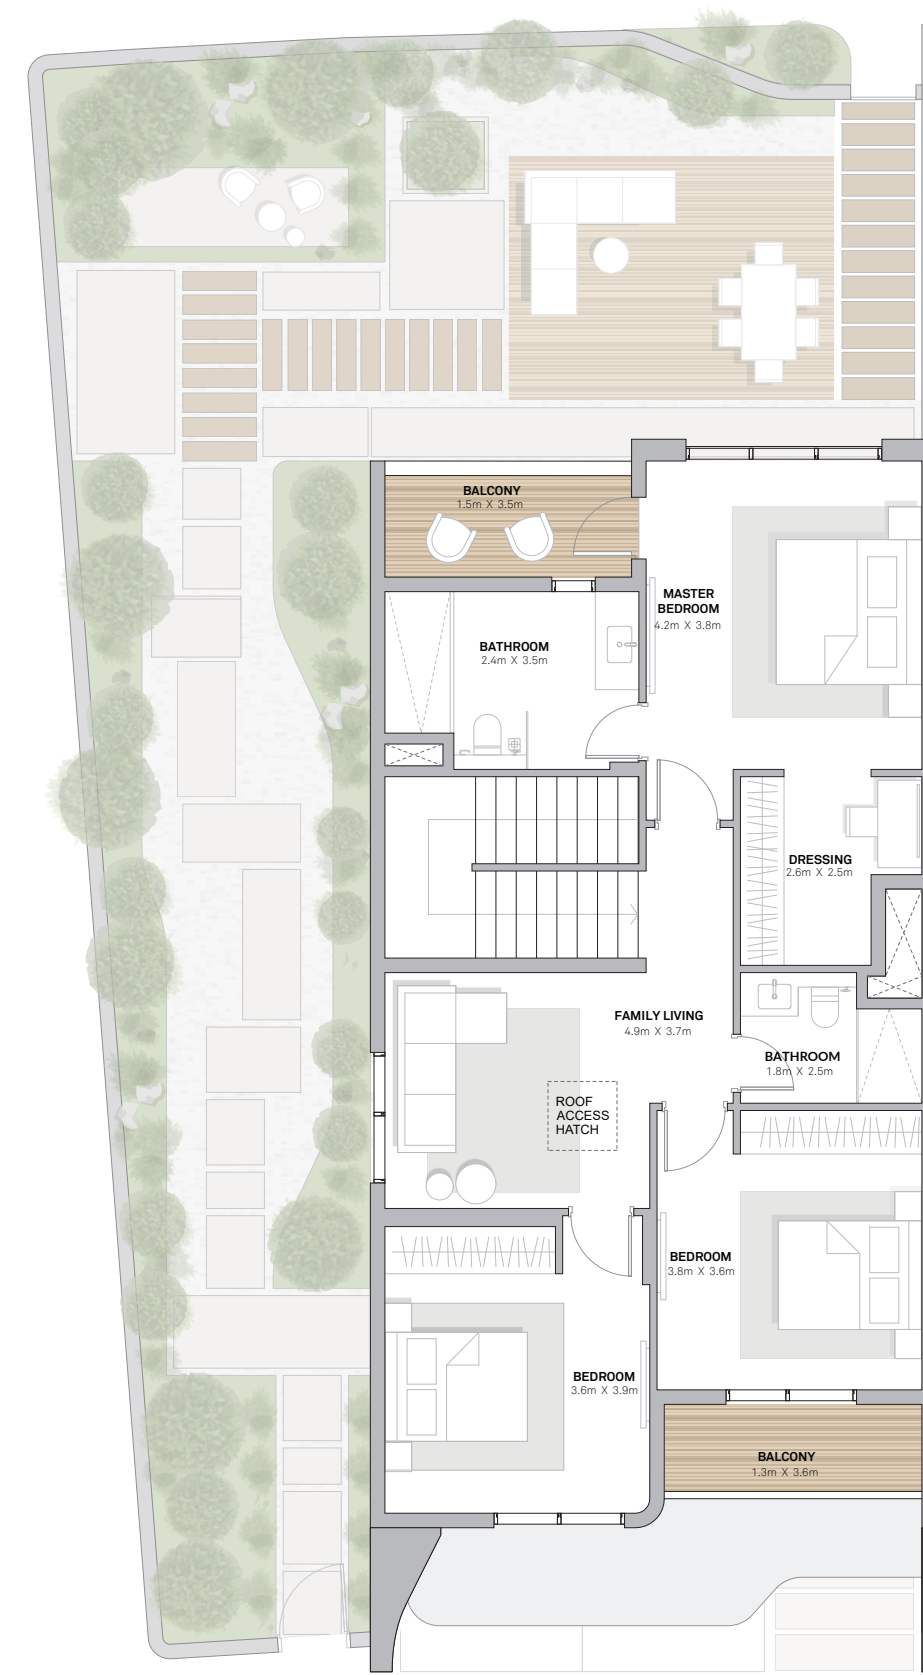 BALCONY
1.5m X 3.5m
MASTER
BEDROOM
4.2m X 3.8m
BATHROOM
2.4m X 3.5m
DRESSING
2.6m X 2.5m
FAMILY LIVING
4.9m X 3.7m
BATHROOM
1.8m X 2.5m
ROOF
ACCESS
HATCH
BEDROOM
3.8m X 3.6m
BEDROOM
3.6m X 3.9m
BALCONY
1.3m X 3.6m